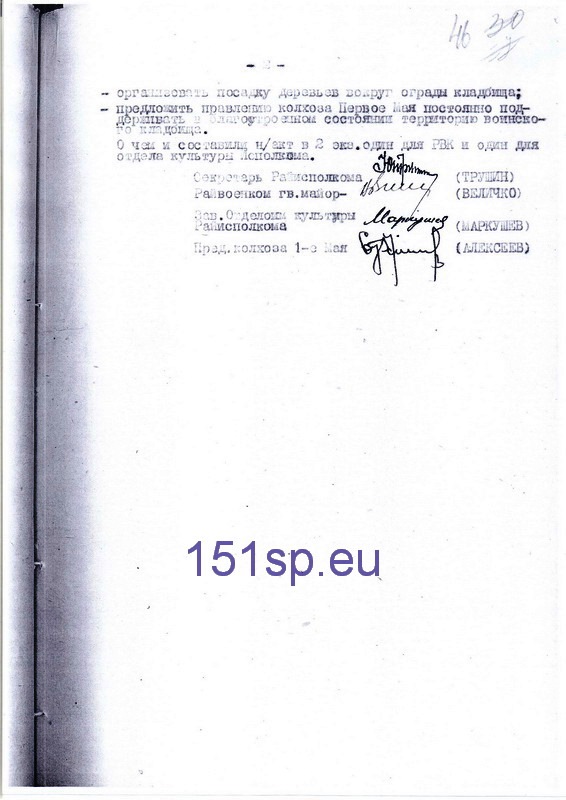 46 30
- 2 -
- организовать посадку деревьев вокруг ограды кладбища;
- предложить правлению колхоза Первое Мая постоянно под-
держивать в благоустроенном состоянии территорию воинско-
го кладбища.
О чем и составили н/акт в 2 экз. один для РВК и один для
отдела культуры Исполкома.
Секретарь Райисполкома (ТРУШИН)
Райвоенком гв.майор- (ВЕЛИЧКО)
Зав.Отделом культуры
Райисполкома Маркушев (МАРКУШЕВ)
Пред.колхоза 1-е Мая (АЛЕКСЕЕВ)
151sp.eu